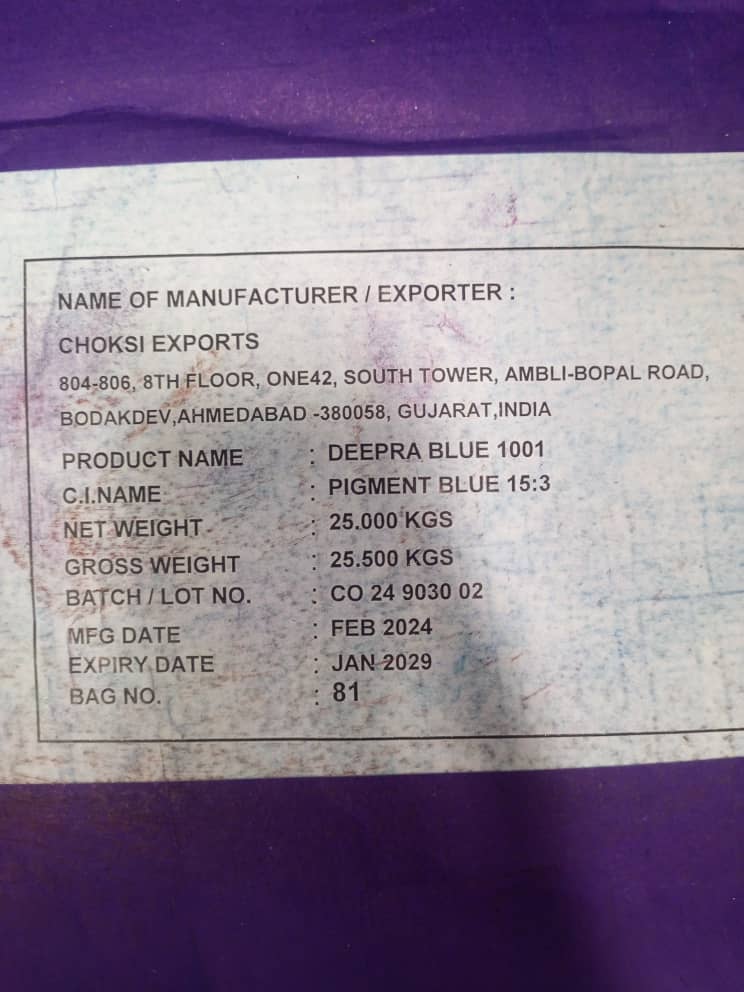 NAME OF MANUFACTURER / EXPORTER :
CHOKSI EXPORTS
804-806, 8TH FLOOR, ONE42, SOUTH TOWER, AMBLI-BOPAL ROAD,
BODAKDEV,AHMEDABAD -380058, GUJARAT,INDIA
PRODUCT NAME : DEEPRA BLUE 1001
C.I.NAME : PIGMENT BLUE 15:3
NET WEIGHT : 25.000 KGS
GROSS WEIGHT : 25.500 KGS
BATCH / LOT NO. : CO 24 9030 02
MFG DATE : FEB 2024
EXPIRY DATE : JAN 2029
BAG NO. : 81